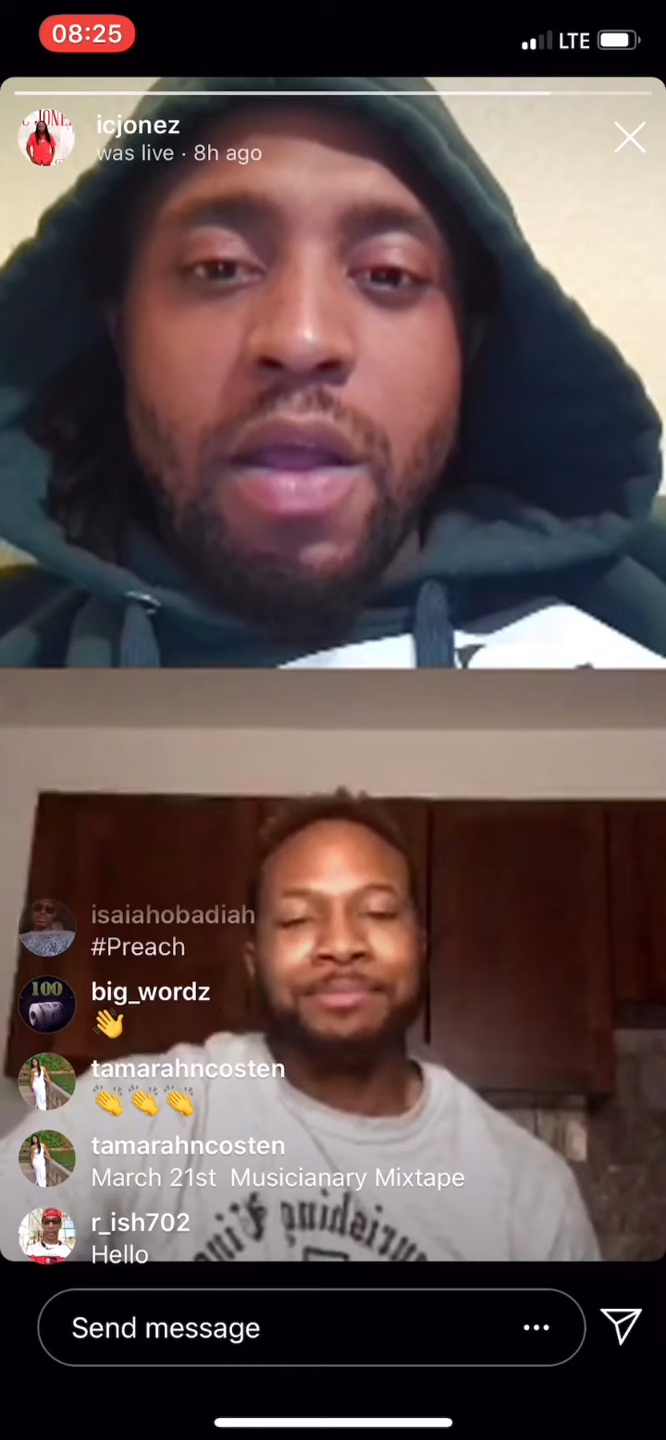 08:25
LTE
icjonez
was live · 8h ago
isaiahobadiah
#Preach
100
big_wordz
👋
tamarahncosten
👏👏👏
tamarahncosten
March 21st Musicianary Mixtape
r_ish702
Hello
Send message